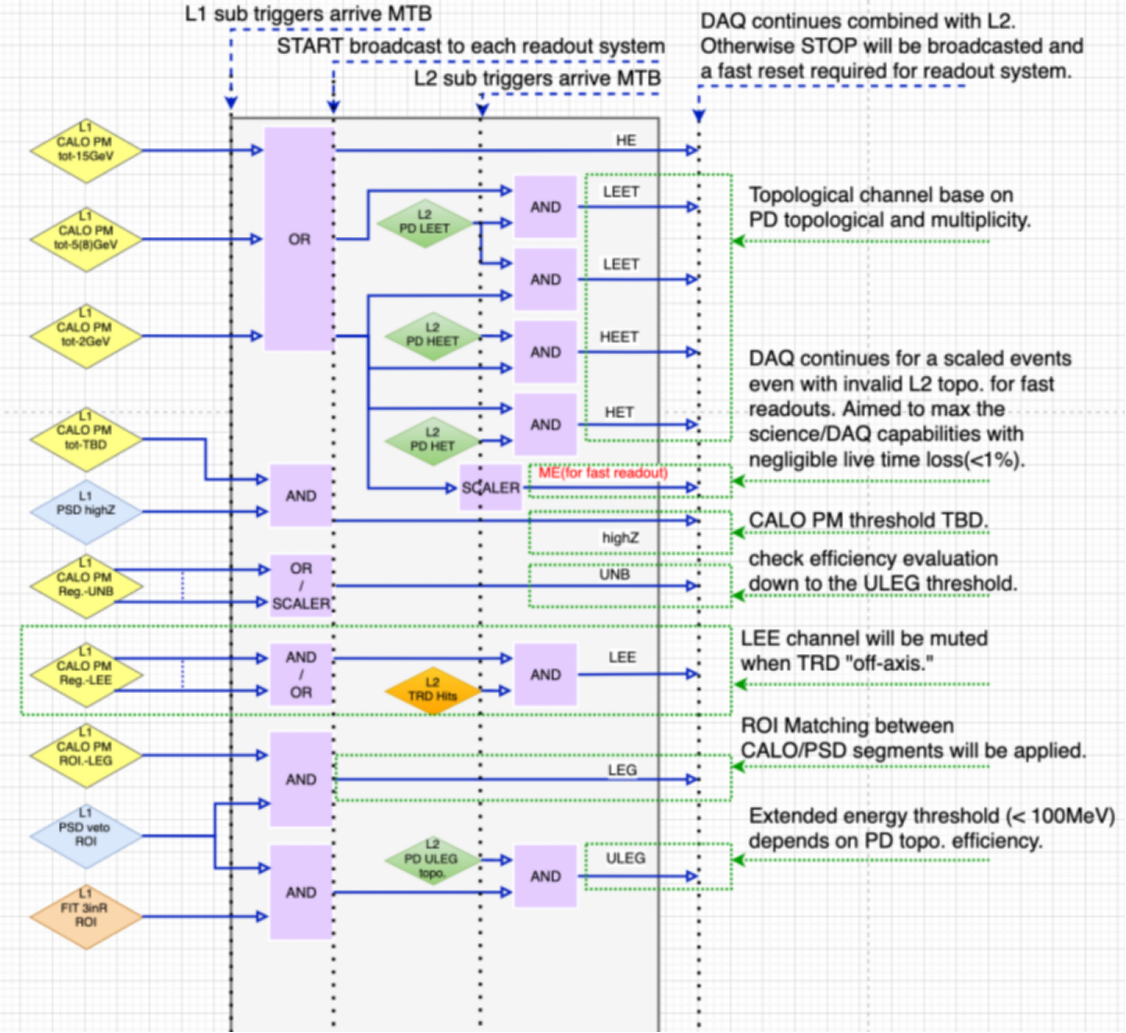 L1 sub triggers arrive MTB
START broadcast to each readout system
L2 sub triggers arrive MTB
DAQ continues combined with L2.
Otherwise STOP will be broadcasted and
a fast reset required for readout system.
L1
CALO PM
tot-15GeV
HE
L1
CALO PM
tot-5(8)GeV
OR
L2
PD LEET
AND
LEET
AND
LEET
Topological channel base on
PD topological and multiplicity.
L1
CALO PM
tot-2GeV
L2
PD HEET
AND
HEET
L2
PD HET
AND
HET
DAQ continues for a scaled events
even with invalid L2 topo. for fast
readouts. Aimed to max the
science/DAQ capabilities with
negligible live time loss(<1%).
L1
CALO PM
tot-TBD
SCALER
ME(for fast readout)
L1
PSD highZ
AND
highZ
CALO PM threshold TBD.
L1
CALO PM
Reg.-UNB
OR
/
SCALER
UNB
check efficiency evaluation
down to the ULEG threshold.
L1
CALO PM
Reg.-LEE
AND
/
OR
L2
TRD Hits
AND
LEE
LEE channel will be muted
when TRD "off-axis."
L1
CALO PM
ROI.-LEG
AND
LEG
ROI Matching between
CALO/PSD segments will be applied.
L1
PSD veto
ROI
L2
PD ULEG
topo.
AND
ULEG
Extended energy threshold (< 100MeV)
depends on PD topo. efficiency.
AND
L1
FIT 3inR
ROI